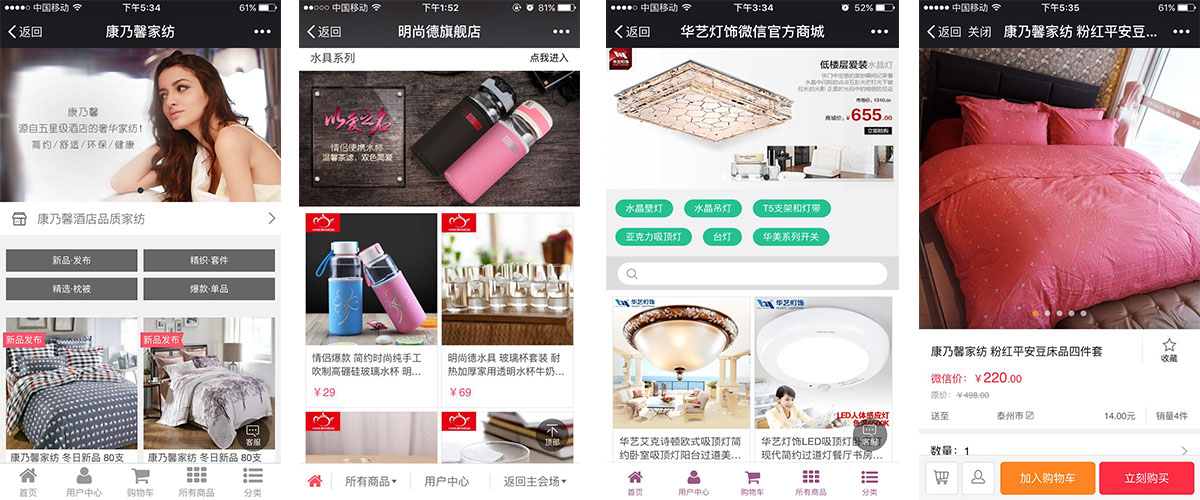 中国移动 下午5:34 61%
返回 康乃馨家纺
康乃馨
源自五星级酒店的奢华家纺!
简约/舒适/环保/健康
康乃馨酒店品质家纺
新品·发布 精织·套件
精选·枕被 爆款·单品
新品发布 新品发布
客服
康乃馨家纺 冬日新品 80支 康乃馨家纺 冬日新品 80支
首页 用户中心 购物车 所有商品 分类
中国移动 下午1:52 81%
返回 明尚德旗舰店
水具系列 点我进入
以爱之名
情侣便携水杯
温馨茶滤，双色简爱
情侣爆款 简约时尚纯手工
吹制高硼硅玻璃水杯 明...
￥29
明尚德水具 玻璃杯套装 耐
热加厚家用透明水杯牛奶...
￥69
顶部
所有商品 用户中心 返回主会场
中国移动 下午3:34 52%
返回 华艺灯饰微信官方商城
低楼层爱装水晶灯
市场价: 1310.00
商城价: ￥655.00
立即抢购
水晶壁灯 水晶吊灯 T5支架和灯带
亚克力吸顶灯 台灯 华美系列开关
华艺灯饰 华艺灯饰
LED人体感应灯
客服
华艺艾克诗顿欧式吸顶灯简
约卧室吸顶灯阳台过道美...
华艺灯饰LED吸顶灯
现代简约过道灯餐厅书房...
首页 用户中心 购物车 所有商品 分类
中国移动 下午5:35 61%
返回 关闭 康乃馨家纺 粉红平安豆...
康乃馨家纺 粉红平安豆床品四件套
收藏
微信价: ￥220.00
原价: ￥498.00
送至 泰州市 14.00元 销量4件
数量: 1
加入购物车 立刻购买